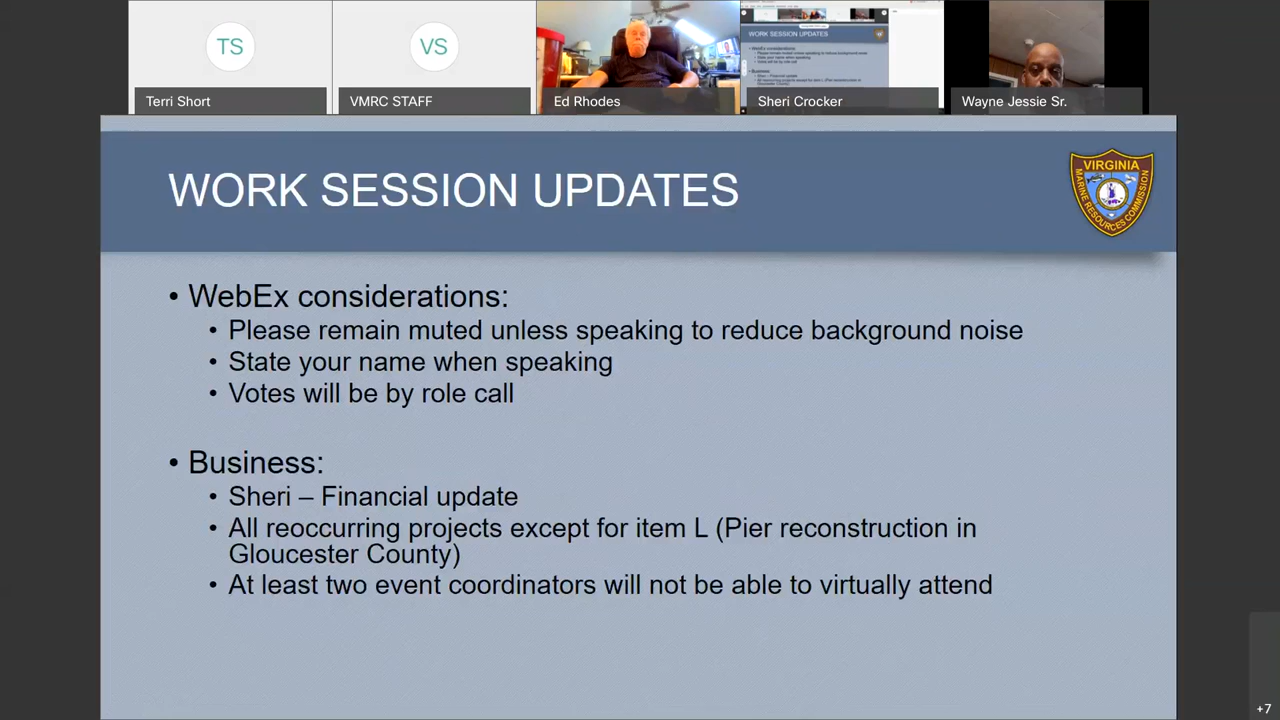 TS
VS
Terri Short
VMRC STAFF
Ed Rhodes
Sheri Crocker
Wayne Jessie Sr.
WORK SESSION UPDATES
VIRGINIA
MARINE RESOURCES COMMISSION
• WebEx considerations:
• Please remain muted unless speaking to reduce background noise
• State your name when speaking
• Votes will be by role call
• Business:
• Sheri – Financial update
• All reoccurring projects except for item L (Pier reconstruction in
Gloucester County)
• At least two event coordinators will not be able to virtually attend
+7